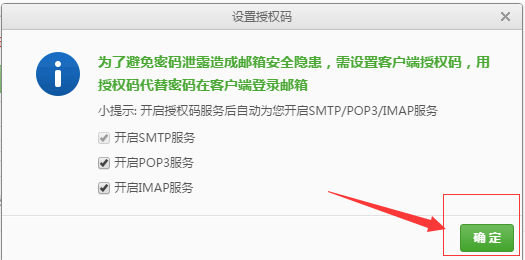 设置授权码
为了避免密码泄露造成邮箱安全隐患，需设置客户端授权码，用
授权码代替密码在客户端登录邮箱
小提示: 开启授权码服务后自动为您开启SMTP/POP3/IMAP服务
开启SMTP服务
开启POP3服务
开启IMAP服务
确 定